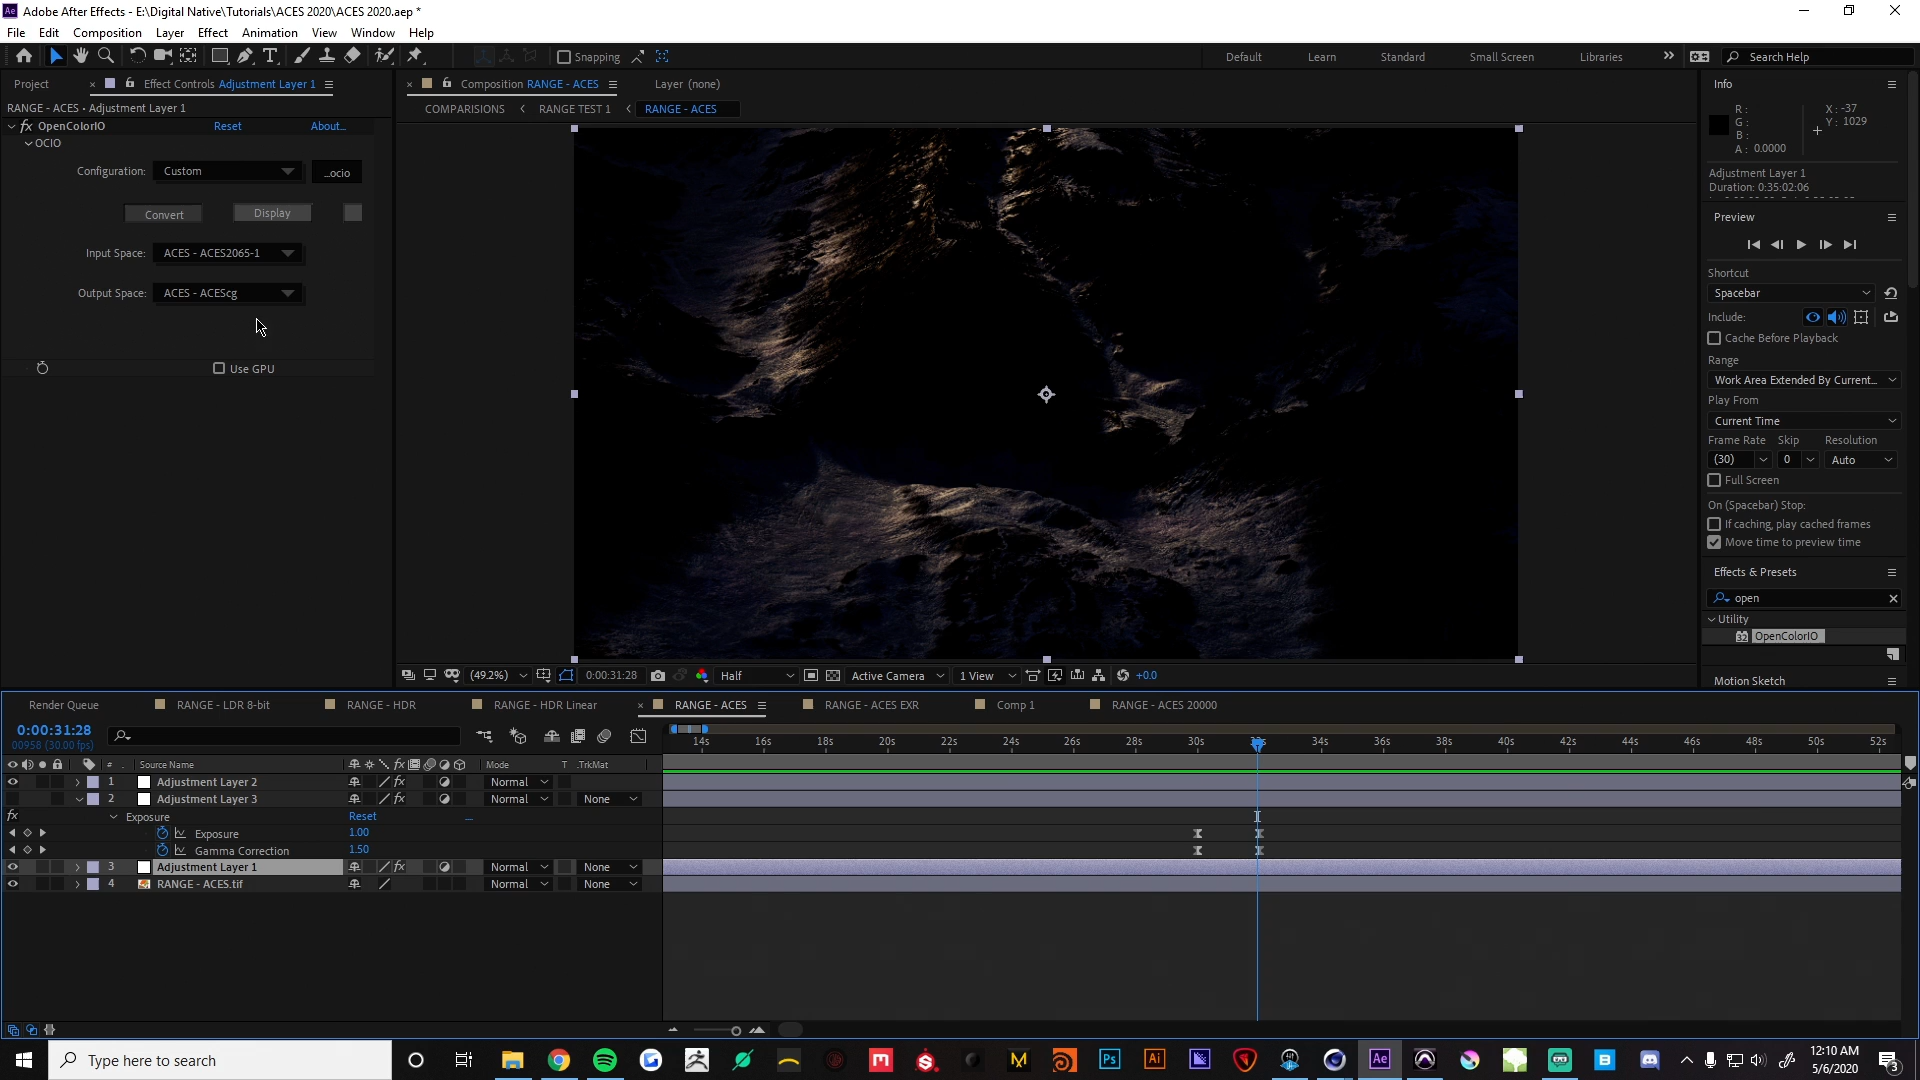 Adobe After Effects - E:\Digital Native\Tutorials\ACES 2020\ACES 2020.aep *
File Edit Composition Layer Effect Animation View Window Help
Snapping Default Learn Standard Small Screen Libraries Search Help
Project Effect Controls Adjustment Layer 1
RANGE - ACES • Adjustment Layer 1
fx OpenColorIO Reset About...
OCIO
Configuration: Custom ...ocio
Convert Display
Input Space: ACES - ACES2065-1
Output Space: ACES - ACEScg
Use GPU
Composition RANGE - ACES Layer (none)
COMPARISIONS RANGE TEST 1 RANGE - ACES
(49.2%) 0:00:31:28 Half Active Camera 1 View +0.0
Info
R: X: -37
G: Y: 1029
B:
A: 0.0000
Adjustment Layer 1
Duration: 0:35:02:06
Preview
Shortcut
Spacebar
Include:
Cache Before Playback
Range
Work Area Extended By Current...
Play From
Current Time
Frame Rate Skip Resolution
(30) 0 Auto
Full Screen
On (Spacebar) Stop:
If caching, play cached frames
Move time to preview time
Effects & Presets
open
Utility
32 OpenColorIO
Motion Sketch
Render Queue RANGE - LDR 8-bit RANGE - HDR RANGE - HDR Linear RANGE - ACES RANGE - ACES EXR Comp 1 RANGE - ACES 20000
0:00:31:28
00958 (30.00 fps)
14s 16s 18s 20s 22s 24s 26s 28s 30s 34s 36s 38s 40s 42s 44s 46s 48s 50s 52s
# . Source Name fx Mode T .TrkMat
1 Adjustment Layer 2 fx Normal
2 Adjustment Layer 3 fx Normal None
fx Exposure Reset
Exposure 1.00
Gamma Correction 1.50
3 Adjustment Layer 1 fx Normal None
4 RANGE - ACES.tif Normal None
Type here to search
Ps Ai Ae
12:10 AM
5/6/2020
3